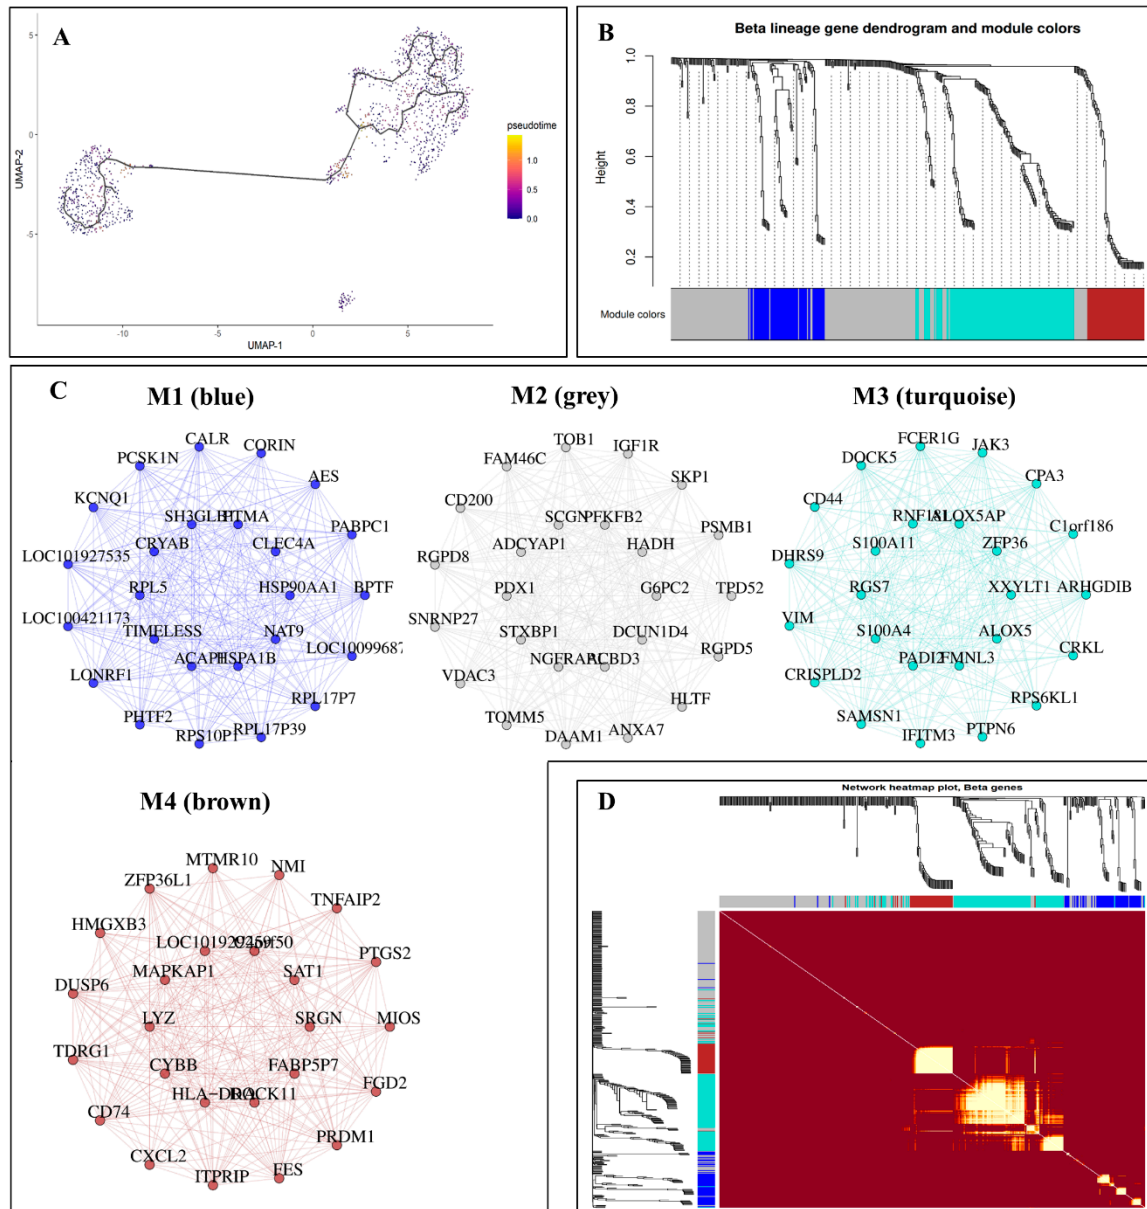 A
5
0
-5
UMAP-2
-10
-5
0
5
UMAP-1
pseudotime
1.0
0.5
0.0
B
Beta lineage gene dendrogram and module colors
Height
1.0
0.8
0.6
0.4
0.2
Module colors
C
M1 (blue)
CALR
CORIN
PCSK1N
AES
KCNQ1
SH3GLB1
PTMA
PABPC1
CRYAB
CLEC4A
LOC101927535
RPL5
HSP90AA1
BPTF
LOC100421173
TIMELESS
NAT9
LOC10099687
ACAP1
HSPA1B
LONRF1
RPL17P7
PHTF2
RPS10P1
RPL17P39
M2 (grey)
TOB1
IGF1R
FAM46C
SKP1
CD200
SCGN
PFKFB2
PSMB1
ADCYAP1
HADH
RGPD8
PDX1
G6PC2
TPD52
SNRNP27
STXBP1
DCUN1D4
RGPD5
NGFRAP1
ACBD3
VDAC3
HLTF
TOMM5
ANXA7
DAAM1
M3 (turquoise)
FCER1G
JAK3
DOCK5
CPA3
CD44
ALOX5AP
C1orf186
S100A11
ZFP36
DHRS9
RGS7
XXYLT1
ARHGDIB
VIM
S100A4
ALOX5
CRKL
PADI2
FMNL3
CRISPLD2
RPS6KL1
SAMSN1
IFITM3
PTPN6
M4 (brown)
MTMR10
NMI
ZFP36L1
TNFAIP2
HMGXB3
PTGS2
MAPKAP1
SAT1
DUSP6
LYZ
SRGN
MIOS
TDRG1
CYBB
FABP5P7
FGD2
CD74
PRDM1
CXCL2
ITPRIP
FES
D
Network heatmap plot, Beta genes